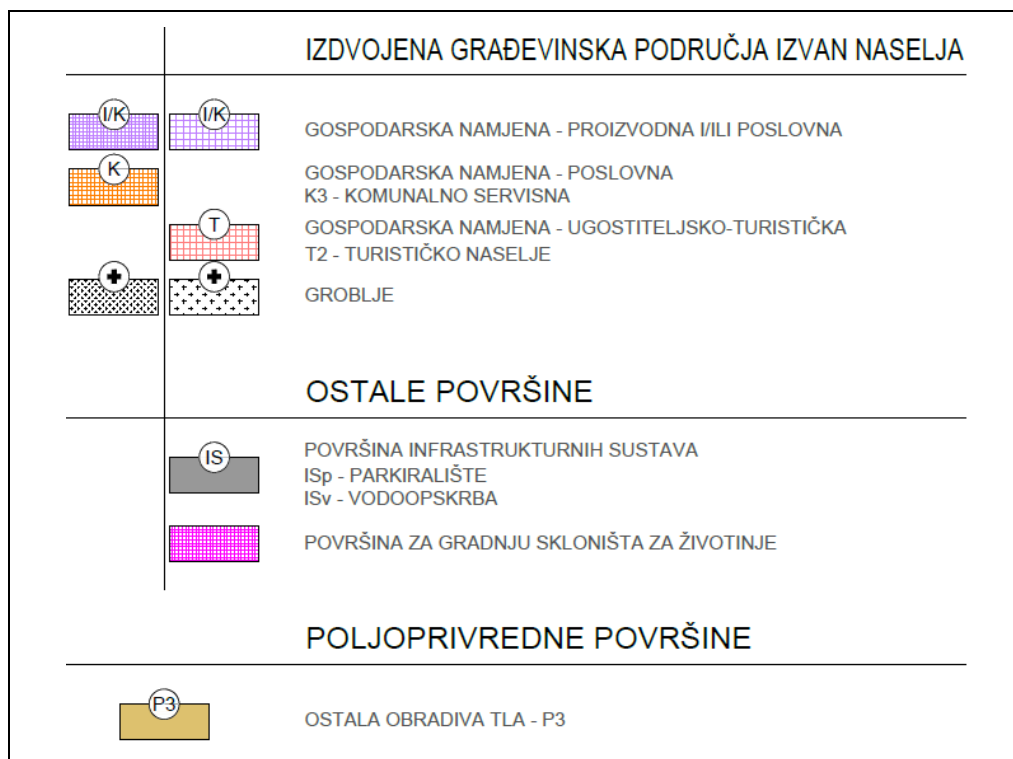 IZDVOJENA GRAĐEVINSKA PODRUČJA IZVAN NASELJA
I/K I/K
GOSPODARSKA NAMJENA - PROIZVODNA I/ILI POSLOVNA
K
GOSPODARSKA NAMJENA - POSLOVNA
K3 - KOMUNALNO SERVISNA
T
GOSPODARSKA NAMJENA - UGOSTITELJSKO-TURISTIČKA
T2 - TURISTIČKO NASELJE
GROBLJE
OSTALE POVRŠINE
IS
POVRŠINA INFRASTRUKTURNIH SUSTAVA
ISp - PARKIRALIŠTE
ISv - VODOOPSKRBA
POVRŠINA ZA GRADNJU SKLONIŠTA ZA ŽIVOTINJE
POLJOPRIVREDNE POVRŠINE
P3
OSTALA OBRADIVA TLA - P3